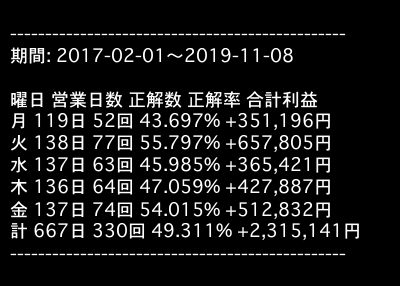 ------------------------------------------------
期間: 2017-02-01～2019-11-08
曜日 営業日数 正解数 正解率 合計利益
月 119日 52回 43.697% +351,196円
火 138日 77回 55.797% +657,805円
水 137日 63回 45.985% +365,421円
木 136日 64回 47.059% +427,887円
金 137日 74回 54.015% +512,832円
計 667日 330回 49.311% +2,315,141円
------------------------------------------------